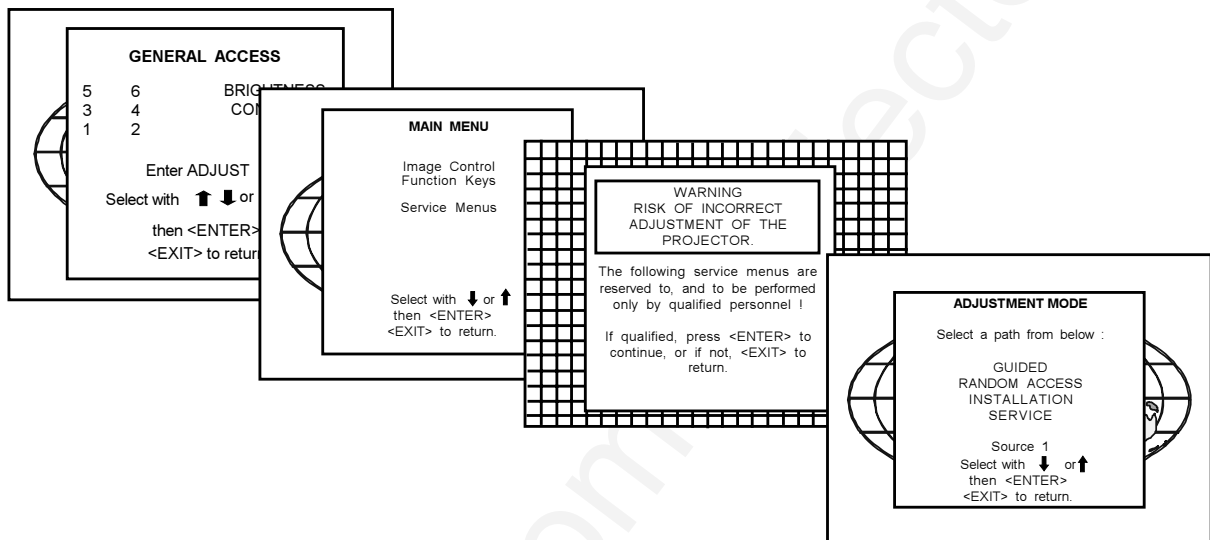 GENERAL ACCESS
5 6
3 4
1 2
Enter ADJUST
Select with or
then <ENTER>
<EXIT> to
MAIN MENU
Image Control
Function Keys
Service Menus
Select with or
then <ENTER>
<EXIT> to return.
WARNING
RISK OF INCORRECT
ADJUSTMENT OF THE
PROJECTOR.
The following service menus are
reserved to, and to be performed
only by qualified personnel !
If qualified, press <ENTER> to
continue, or if not, <EXIT> to
return.
ADJUSTMENT MODE
Select a path from below :
GUIDED
RANDOM ACCESS
INSTALLATION
SERVICE
Source 1
Select with or
then <ENTER>
<EXIT> to return.